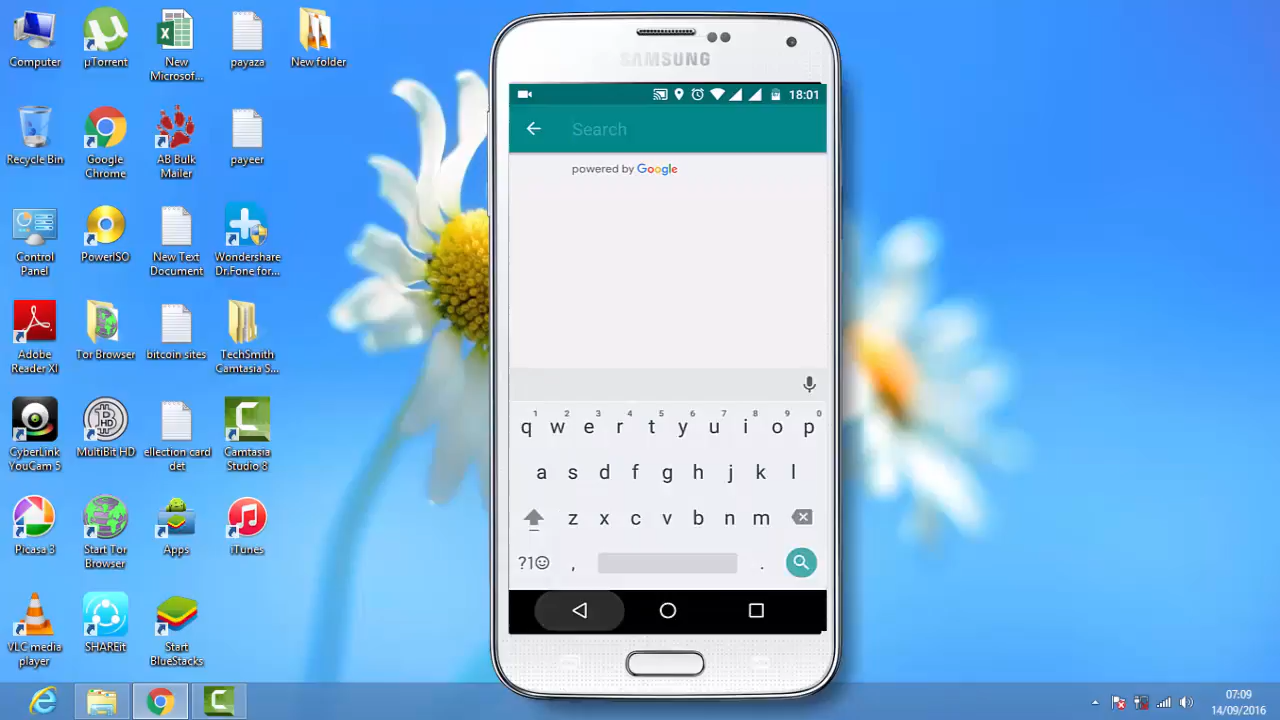 Computer
µTorrent
New
Microsof...
payaza
New folder
Recycle Bin
Google
Chrome
AB Bulk
Mailer
payeer
Control
Panel
PowerISO
New Text
Document
Wondershare
Dr.Fone for...
Adobe
Reader XI
Tor Browser
bitcoin sites
TechSmith
Camtasia S...
CyberLink
YouCam 5
MultiBit HD
ellection card
det
Camtasia
Studio 8
Picasa 3
Start Tor
Browser
Apps
iTunes
VLC media
player
SHAREit
Start
BlueStacks
SAMSUNG
18:01
Search
powered by Google
1 2 3 4 5 6 7 8 9 0
q w e r t y u i o p
a s d f g h j k l
z x c v b n m
?1☺ , .
07:09
14/09/2016